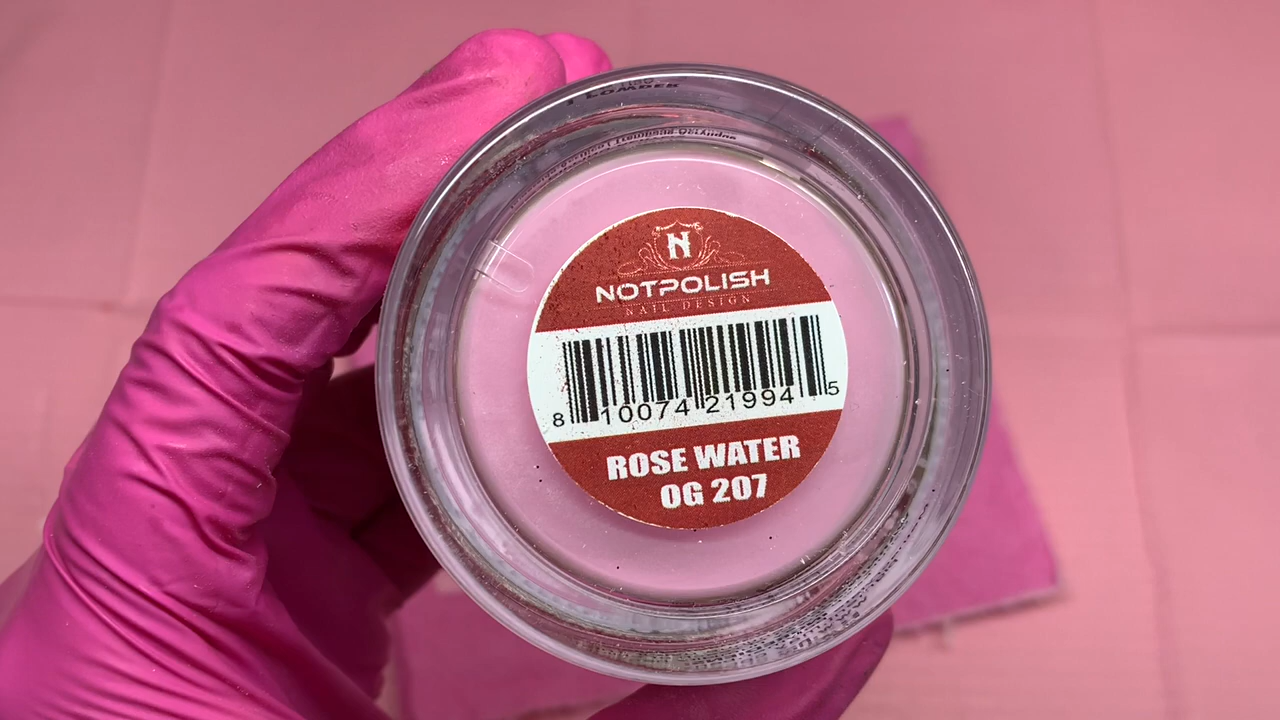 N
NOTPOLISH
NAIL DESIGN
8 10074 21994 5
ROSE WATER
OG 207